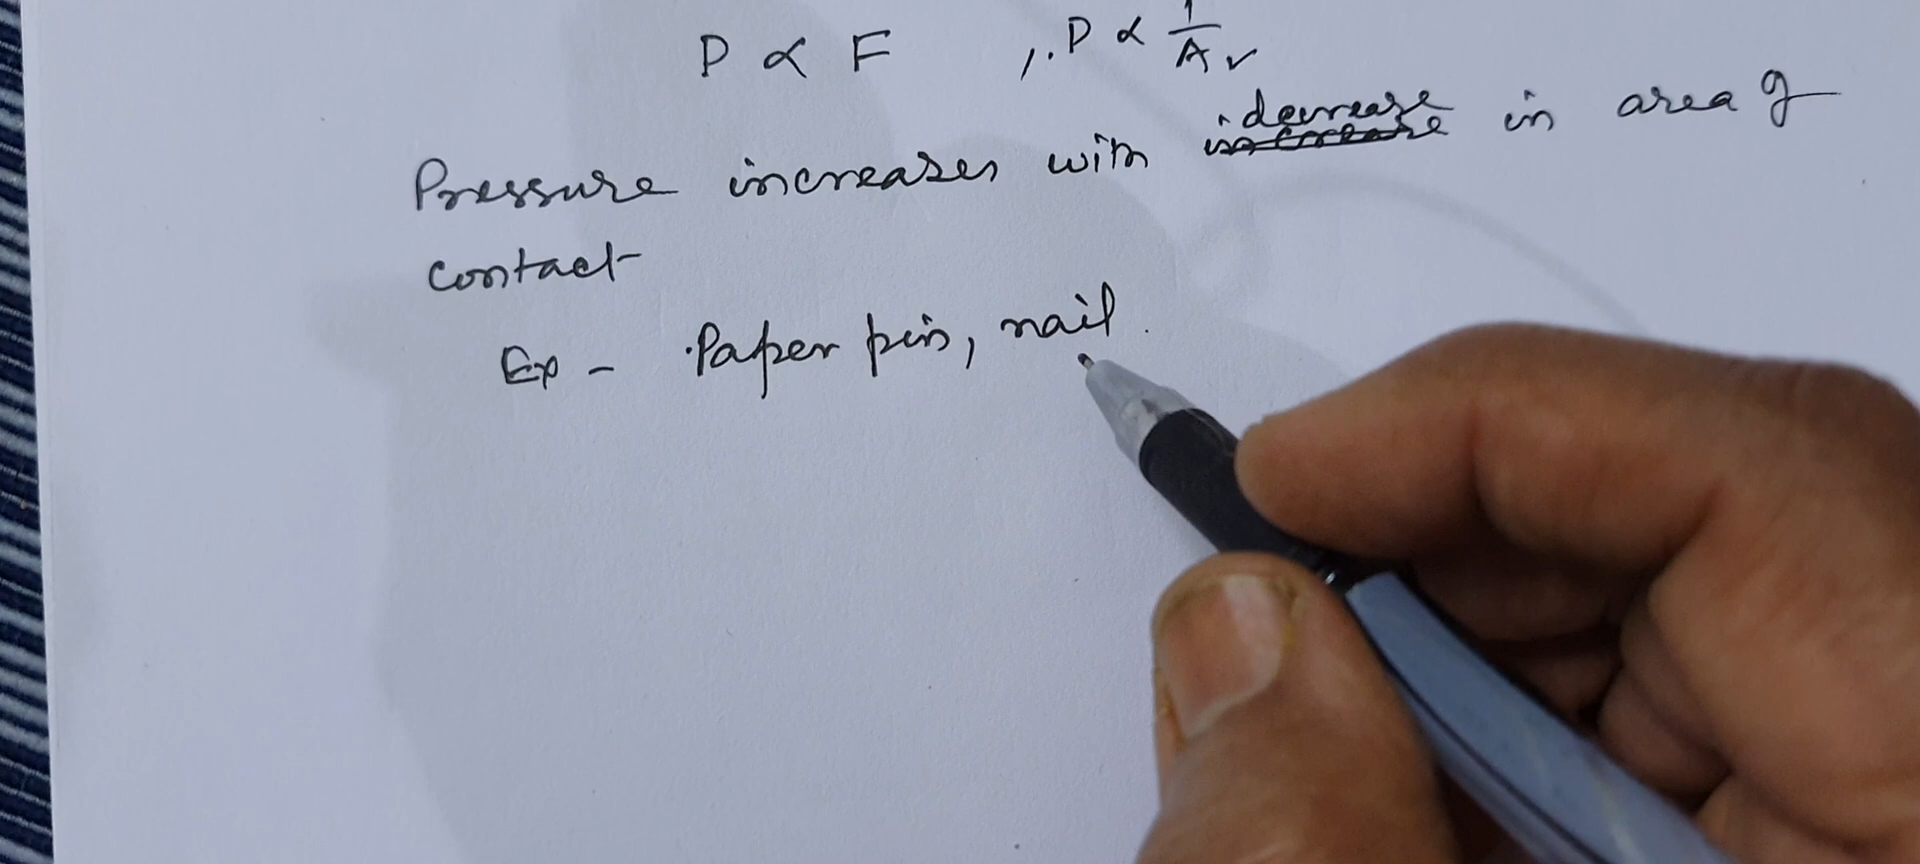 P ∝ F , P ∝ 1/A
Pressure increases with increase decrease in area of
contact
Ex - Paper pin, nail.